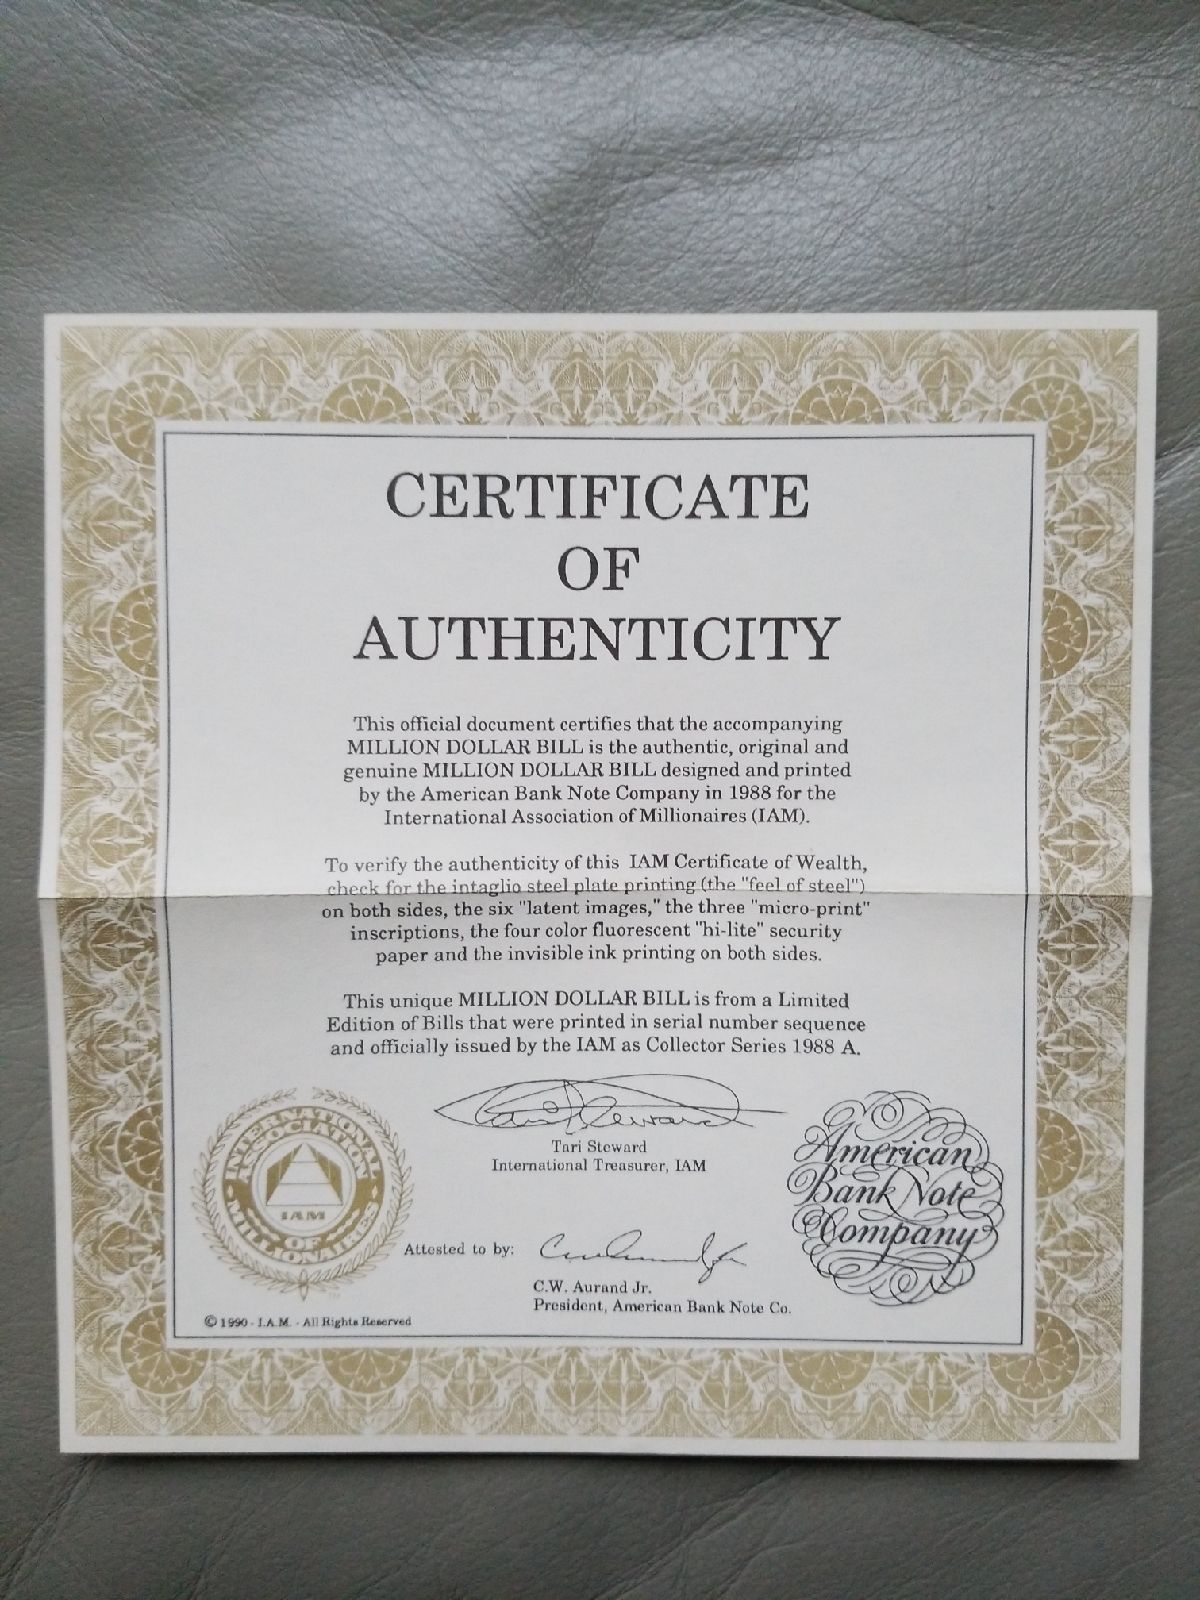 CERTIFICATE
OF
AUTHENTICITY
This official document certifies that the accompanying
MILLION DOLLAR BILL is the authentic, original and
genuine MILLION DOLLAR BILL designed and printed
by the American Bank Note Company in 1988 for the
International Association of Millionaires (IAM).
To verify the authenticity of this IAM Certificate of Wealth,
check for the intaglio steel plate printing (the "feel of steel")
on both sides, the six "latent images," the three "micro-print"
inscriptions, the four color fluorescent "hi-lite" security
paper and the invisible ink printing on both sides.
This unique MILLION DOLLAR BILL is from a Limited
Edition of Bills that were printed in serial number sequence
and officially issued by the IAM as Collector Series 1988 A.
Tari Steward
Tari Steward
International Treasurer, IAM
INTERNATIONAL
ASSOCIATION
IAM
OF
MILLIONAIRES
American
Bank Note
Company
Attested to by:
C.W. Aurand Jr.
President, American Bank Note Co.
© 1990 - I.A.M. - All Rights Reserved